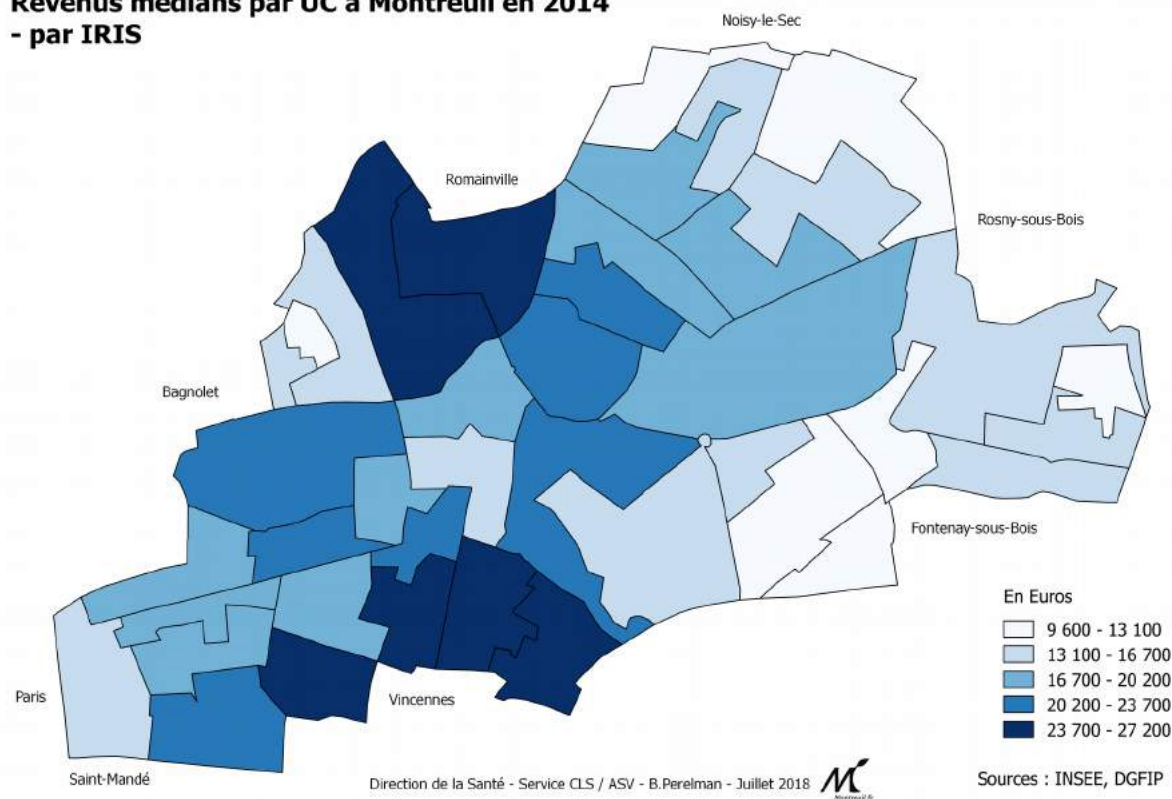 Revenus médians par UC à Montreuil en 2014
- par IRIS
Noisy-le-Sec
Romainville
Rosny-sous-Bois
Bagnolet
Fontenay-sous-Bois
En Euros
9 600 - 13 100
13 100 - 16 700
16 700 - 20 200
20 200 - 23 700
23 700 - 27 200
Paris
Vincennes
Saint-Mandé
Direction de la Santé - Service CLS / ASV - B.Perelman - Juillet 2018
Montreuil.fr
Sources : INSEE, DGFIP